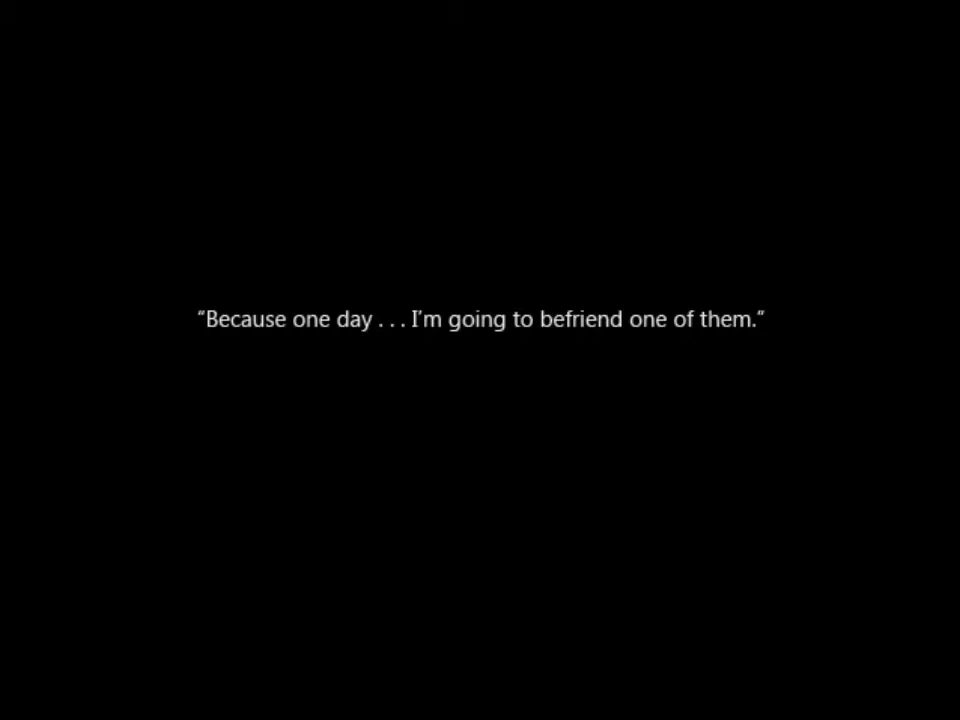 “Because one day . . . I'm going to befriend one of them.“